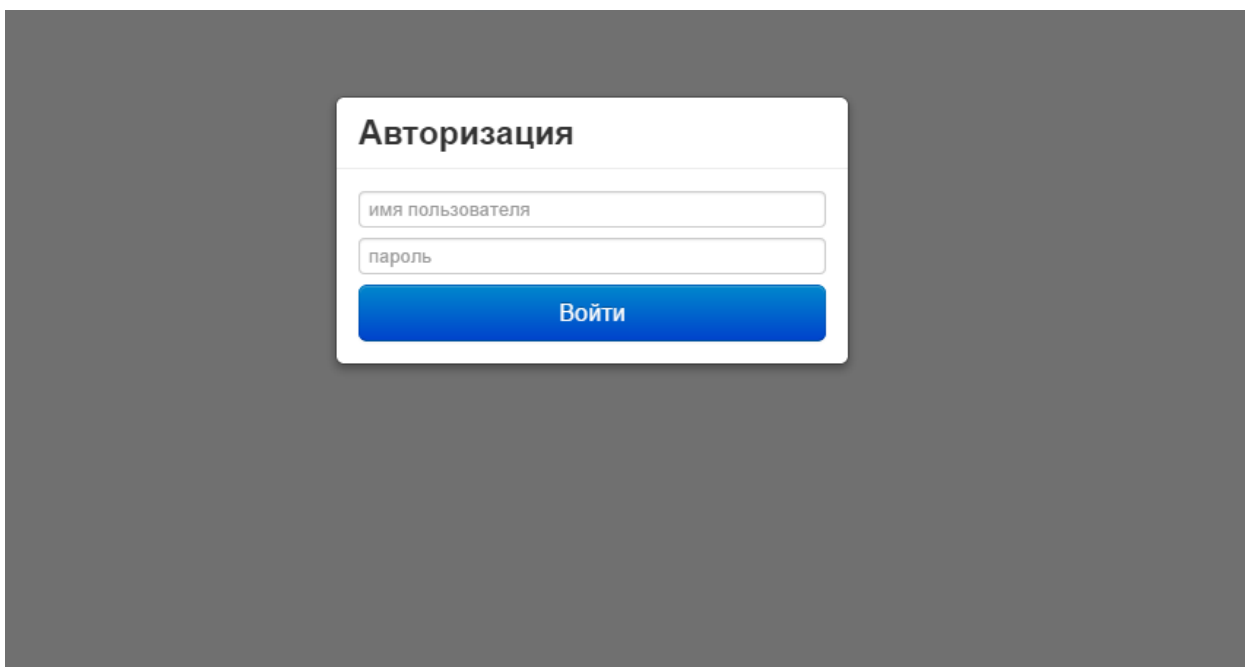 Авторизация
имя пользователя
пароль
Войти